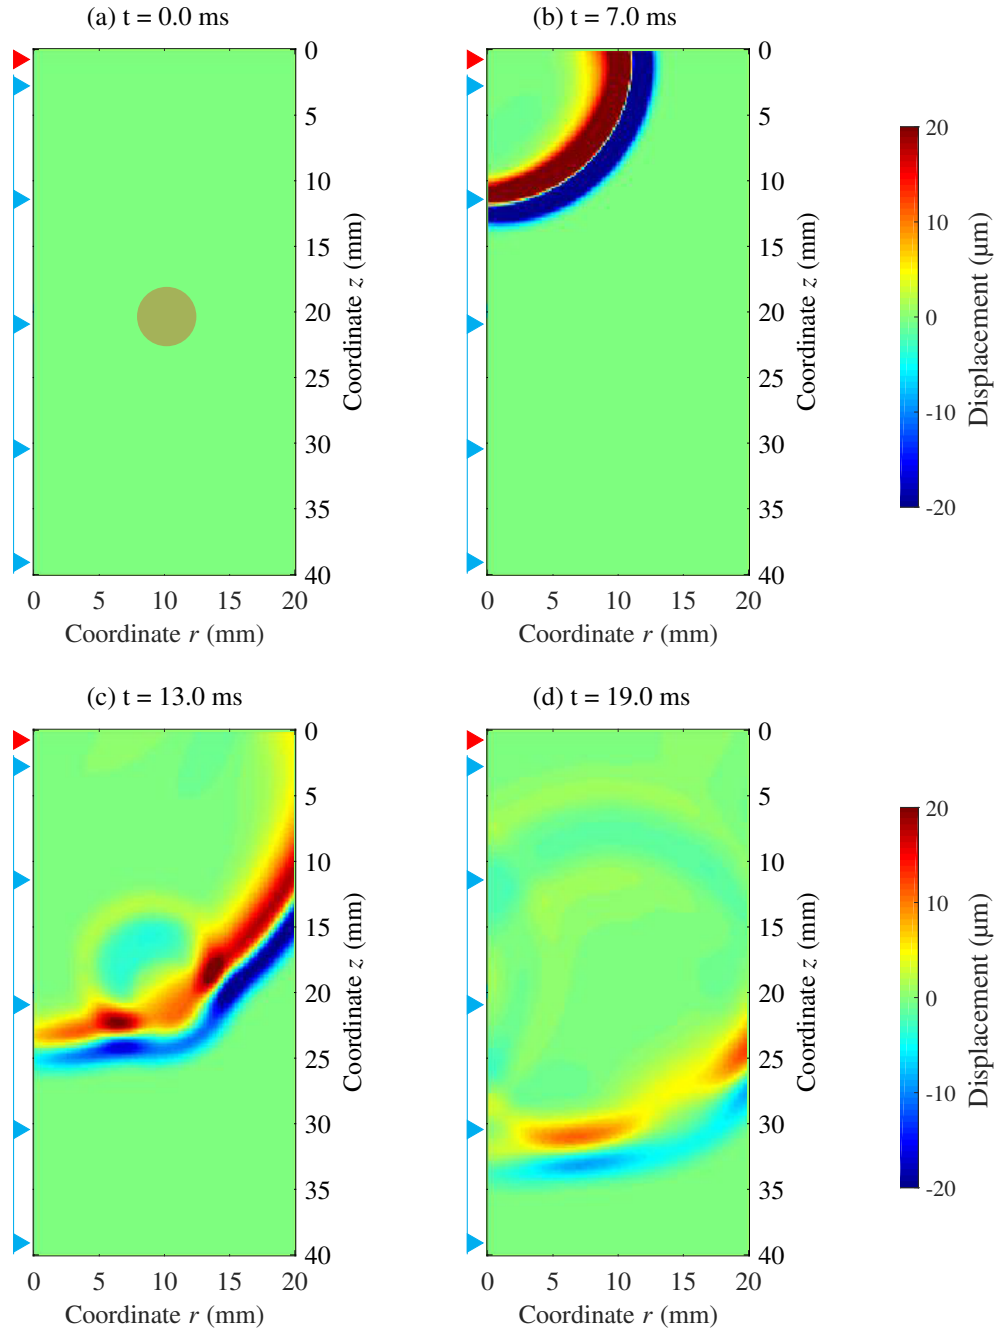 (a) t = 0.0 ms
0
5
10
15
20
25
30
35
40
Coordinate z (mm)
0 5 10 15 20
Coordinate r (mm)
(b) t = 7.0 ms
0
5
10
15
20
25
30
35
40
Coordinate z (mm)
0 5 10 15 20
Coordinate r (mm)
20
10
0
-10
-20
Displacement (μm)
(c) t = 13.0 ms
0
5
10
15
20
25
30
35
40
Coordinate z (mm)
0 5 10 15 20
Coordinate r (mm)
(d) t = 19.0 ms
0
5
10
15
20
25
30
35
40
Coordinate z (mm)
0 5 10 15 20
Coordinate r (mm)
20
10
0
-10
-20
Displacement (μm)